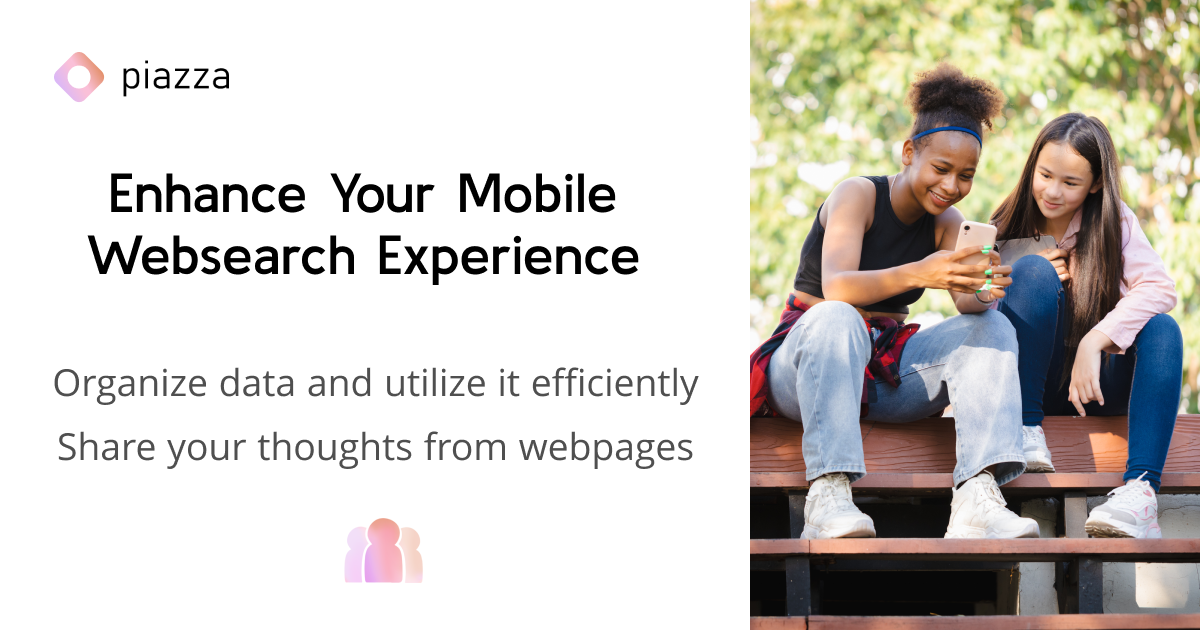 piazza
Enhance Your Mobile
Websearch Experience
Organize data and utilize it efficiently
Share your thoughts from webpages